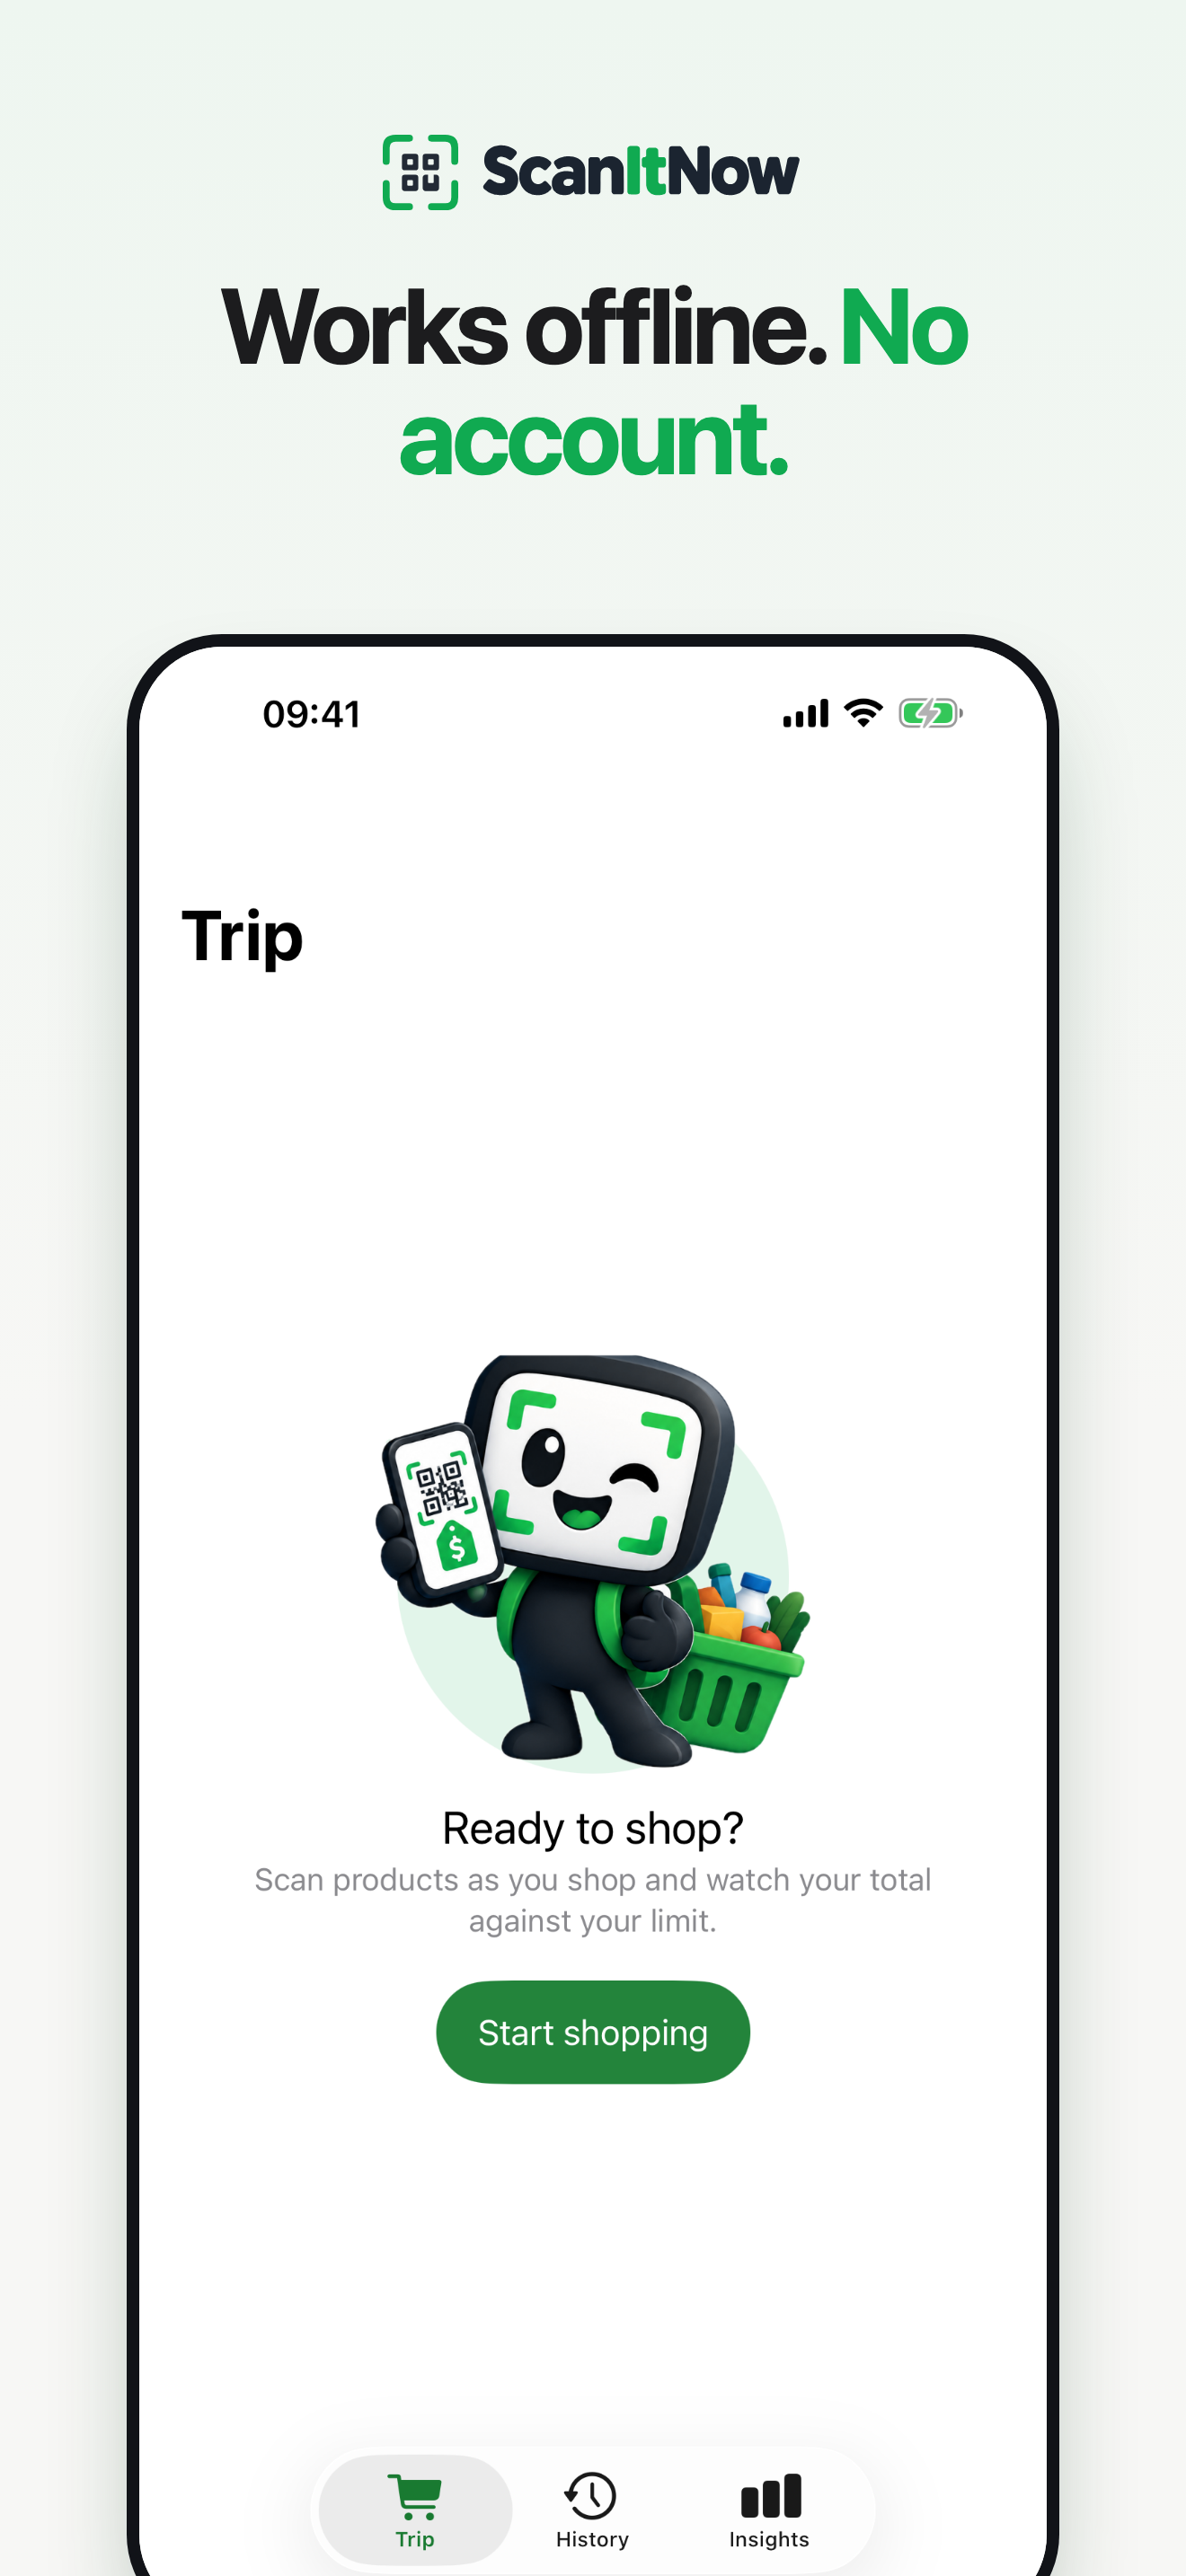 ScanItNow
Works offline. No
account.
09:41
Trip
$
Ready to shop?
Scan products as you shop and watch your total
against your limit.
Start shopping
Trip
History
Insights